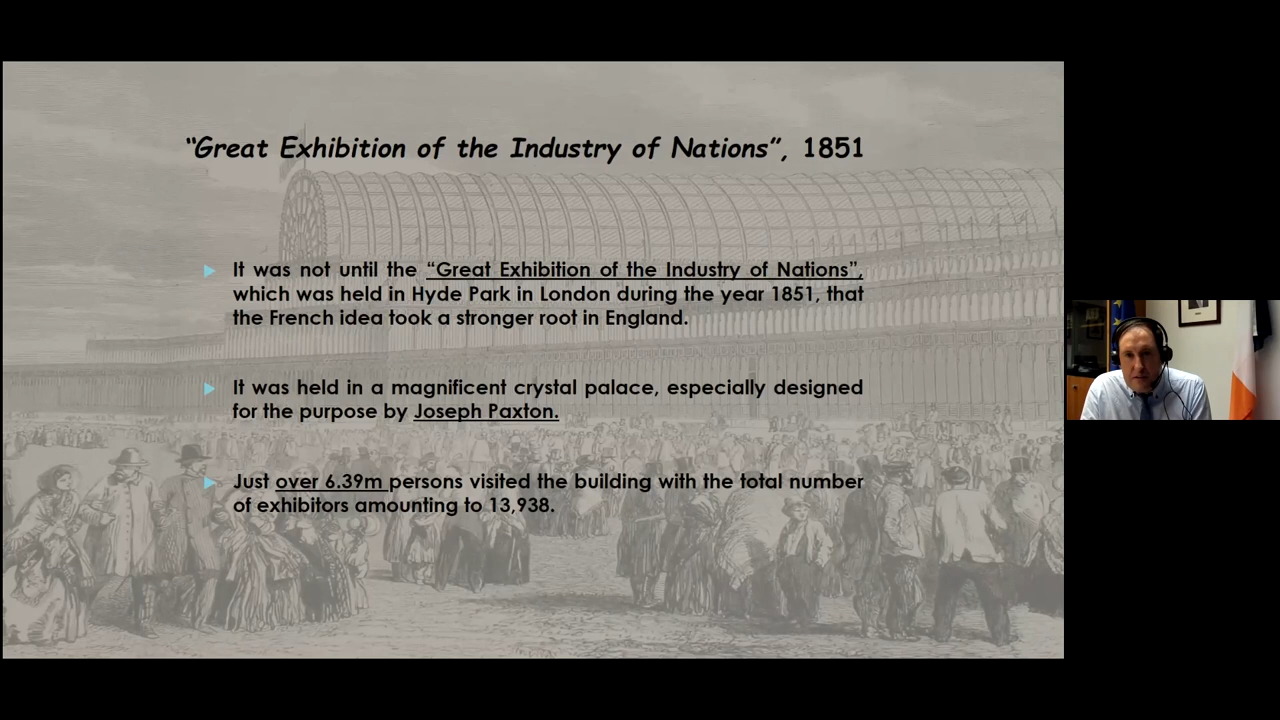 “Great Exhibition of the Industry of Nations”, 1851
It was not until the “Great Exhibition of the Industry of Nations”,
which was held in Hyde Park in London during the year 1851, that
the French idea took a stronger root in England.
It was held in a magnificent crystal palace, especially designed
for the purpose by Joseph Paxton.
Just over 6.39m persons visited the building with the total number
of exhibitors amounting to 13,938.